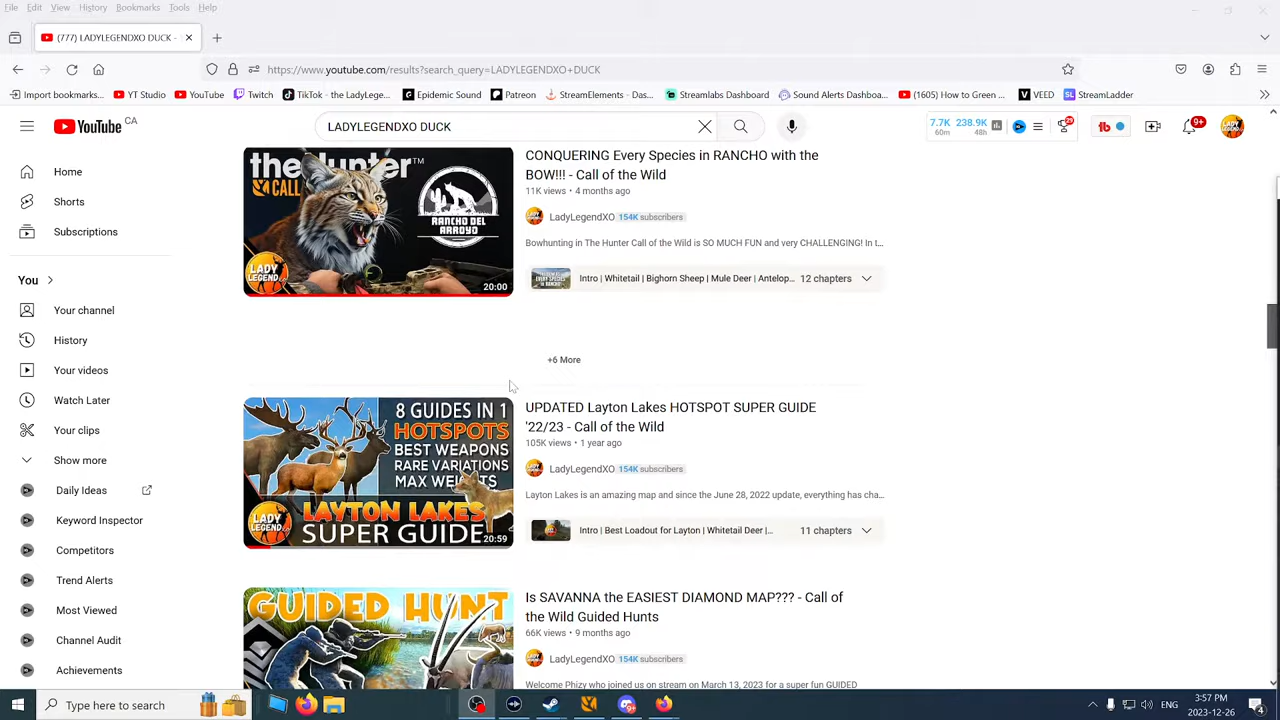 File Edit View History Bookmarks Profiles Tools Help
(777) LADYLEGENDXO DUCK -
https://www.youtube.com/results?search_query=LADYLEGENDXO+DUCK
Import bookmarks... YT Studio YouTube Twitch TikTok - the LadyLege... Epidemic Sound Patreon StreamElements - Das... Streamlabs Dashboard Sound Alerts Dashboa... (1605) How to Green ... VEED SL StreamLadder
YouTube CA
LADYLEGENDXO DUCK
7.7K 238.9K
60m 48h
29
tb
9+
Home
Shorts
Subscriptions
You
Your channel
History
Your videos
Watch Later
Your clips
Show more
Daily Ideas
Keyword Inspector
Competitors
Trend Alerts
Most Viewed
Channel Audit
Achievements
theHunter™
CALL
RANCHO DEL
ARROYO
LADY
LEGEND
20:00
CONQUERING Every Species in RANCHO with the
BOW!!! - Call of the Wild
11K views • 4 months ago
LadyLegendXO 154K subscribers
Bowhunting in The Hunter Call of the Wild is SO MUCH FUN and very CHALLENGING! In t...
Intro | Whitetail | Bighorn Sheep | Mule Deer | Antelop... 12 chapters
+6 More
8 GUIDES IN 1
HOTSPOTS
BEST WEAPONS
RARE VARIATIONS
MAX WEIGHTS
LADY
LEGEND
LAYTON LAKES
SUPER GUIDE
20:59
UPDATED Layton Lakes HOTSPOT SUPER GUIDE
'22/23 - Call of the Wild
105K views • 1 year ago
LadyLegendXO 154K subscribers
Layton Lakes is an amazing map and since the June 28, 2022 update, everything has cha...
Intro | Best Loadout for Layton | Whitetail Deer |... 11 chapters
GUIDED HUNT
Is SAVANNA the EASIEST DIAMOND MAP??? - Call of
the Wild Guided Hunts
66K views • 9 months ago
LadyLegendXO 154K subscribers
Welcome Phizy who joined us on stream on March 13, 2023 for a super fun GUIDED
Type here to search
ENG
3:57 PM
2023-12-26
4